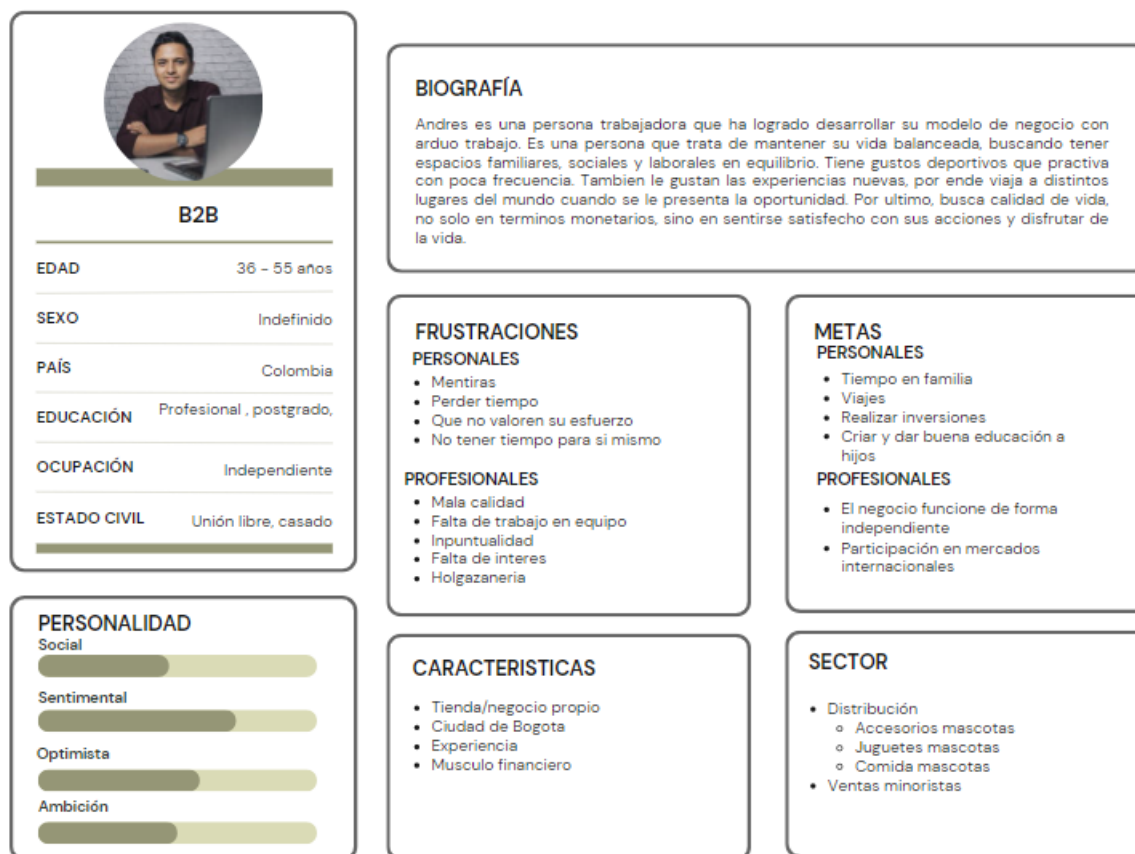 B2B
EDAD 36 – 55 años
SEXO Indefinido
PAÍS Colombia
EDUCACIÓN Profesional , postgrado,
OCUPACIÓN Independiente
ESTADO CIVIL Unión libre, casado
PERSONALIDAD
Social
Sentimental
Optimista
Ambición
BIOGRAFÍA
Andres es una persona trabajadora que ha logrado desarrollar su modelo de negocio con
arduo trabajo. Es una persona que trata de mantener su vida balanceada, buscando tener
espacios familiares, sociales y laborales en equilibrio. Tiene gustos deportivos que practiva
con poca frecuencia. Tambien le gustan las experiencias nuevas, por ende viaja a distintos
lugares del mundo cuando se le presenta la oportunidad. Por ultimo, busca calidad de vida,
no solo en terminos monetarios, sino en sentirse satisfecho con sus acciones y disfrutar de
la vida.
FRUSTRACIONES
PERSONALES
• Mentiras
• Perder tiempo
• Que no valoren su esfuerzo
• No tener tiempo para si mismo
PROFESIONALES
• Mala calidad
• Falta de trabajo en equipo
• Inpuntualidad
• Falta de interes
• Holgazaneria
METAS
PERSONALES
• Tiempo en familia
• Viajes
• Realizar inversiones
• Criar y dar buena educación a
hijos
PROFESIONALES
• El negocio funcione de forma
independiente
• Participación en mercados
internacionales
CARACTERISTICAS
• Tienda/negocio propio
• Ciudad de Bogota
• Experiencia
• Musculo financiero
SECTOR
• Distribución
◦ Accesorios mascotas
◦ Juguetes mascotas
◦ Comida mascotas
• Ventas minoristas